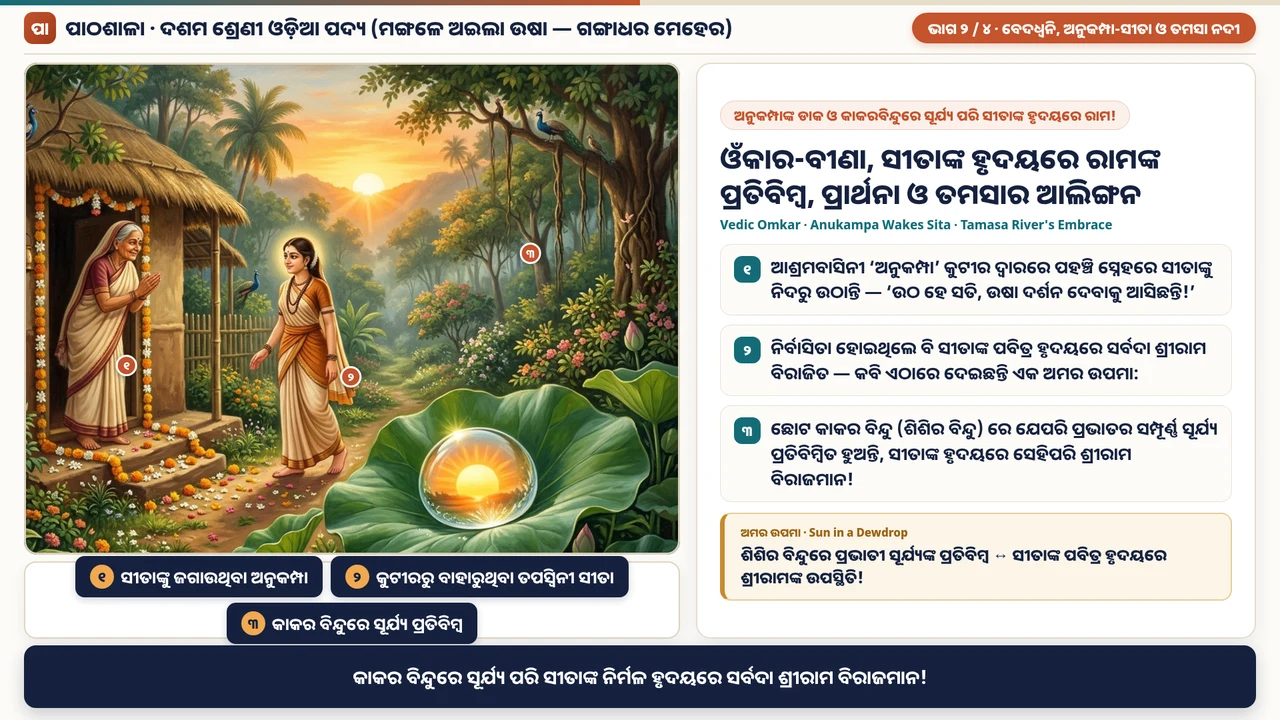 ପା
ପାଠଶାଳା · ଦଶମ ଶ୍ରେଣୀ ଓଡ଼ିଆ ପଦ୍ୟ (ମଙ୍ଗଳେ ଅଇଲା ଉଷା — ଗଙ୍ଗାଧର ମେହେର)
ଭାଗ ୨ / ୪ · ବେଦଧ୍ୱନି, ଅନୁକମ୍ପା-ସୀତା ଓ ତମସା ନଦୀ
୧
୨
୩
୧ ସୀତାଙ୍କୁ ଜଗାଉଥିବା ଅନୁକମ୍ପା
୨ କୁଟୀରରୁ ବାହାରୁଥିବା ତପସ୍ୱିନୀ ସୀତା
୩ କାକର ବିନ୍ଦୁରେ ସୂର୍ଯ୍ୟ ପ୍ରତିବିମ୍ବ
ଅନୁକମ୍ପାଙ୍କ ଡାକ ଓ କାକରବିନ୍ଦୁରେ ସୂର୍ଯ୍ୟ ପରି ସୀତାଙ୍କ ହୃଦୟରେ ରାମ!
ଓଁକାର-ବୀଣା, ସୀତାଙ୍କ ହୃଦୟରେ ରାମଙ୍କ
ପ୍ରତିବିମ୍ବ, ପ୍ରାର୍ଥନା ଓ ତମସାର ଆଲିଙ୍ଗନ
Vedic Omkar · Anukampa Wakes Sita · Tamasa River's Embrace
୧ ଆଶ୍ରମବାସିନୀ ‘ଅନୁକମ୍ପା’ କୁଟୀର ଦ୍ୱାରରେ ପହଞ୍ଚି ସ୍ନେହରେ ସୀତାଙ୍କୁ
ନିଦରୁ ଉଠାନ୍ତି — ‘ଉଠ ହେ ସତି, ଉଷା ଦର୍ଶନ ଦେବାକୁ ଆସିଛନ୍ତି!’
୨ ନିର୍ବାସିତା ହୋଇଥିଲେ ବି ସୀତାଙ୍କ ପବିତ୍ର ହୃଦୟରେ ସର୍ବଦା ଶ୍ରୀରାମ
ବିରାଜିତ — କବି ଏଠାରେ ଦେଇଛନ୍ତି ଏକ ଅମର ଉପମା:
୩ ଛୋଟ କାକର ବିନ୍ଦୁ (ଶିଶିର ବିନ୍ଦୁ) ରେ ଯେପରି ପ୍ରଭାତର ସମ୍ପୂର୍ଣ୍ଣ ସୂର୍ଯ୍ୟ
ପ୍ରତିବିମ୍ବିତ ହୁଅନ୍ତି, ସୀତାଙ୍କ ହୃଦୟରେ ସେହିପରି ଶ୍ରୀରାମ
ବିରାଜମାନ!
ଅମର ଉପମା · Sun in a Dewdrop
ଶିଶିର ବିନ୍ଦୁରେ ପ୍ରଭାତୀ ସୂର୍ଯ୍ୟଙ୍କ ପ୍ରତିବିମ୍ବ ↔ ସୀତାଙ୍କ ପବିତ୍ର ହୃଦୟରେ
ଶ୍ରୀରାମଙ୍କ ଉପସ୍ଥିତି!
କାକର ବିନ୍ଦୁରେ ସୂର୍ଯ୍ୟ ପରି ସୀତାଙ୍କ ନିର୍ମଳ ହୃଦୟରେ ସର୍ବଦା ଶ୍ରୀରାମ ବିରାଜମାନ!